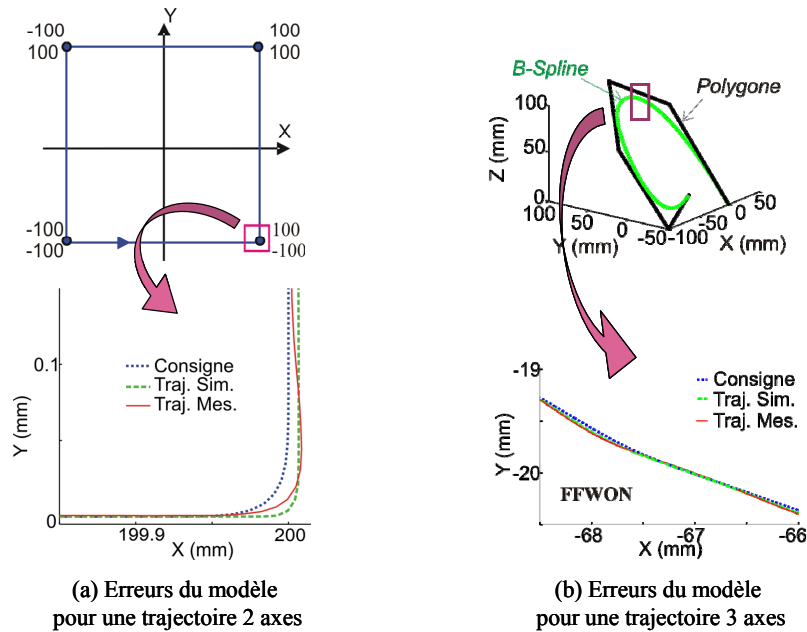 Y
-100
100
100
100
X
-100
-100
100
-100
0.1
Y (mm)
0
Consigne
Traj. Sim.
Traj. Mes.
199.9
200
X (mm)
(a) Erreurs du modèle
pour une trajectoire 2 axes
B-Spline
Polygone
Z (mm)
100
50
0
100
50
0
-50
Y (mm)
-100
-50
0
50
X (mm)
-19
-20
Y (mm)
Consigne
Traj. Sim.
Traj. Mes.
FFWON
-68
-67
-66
X (mm)
(b) Erreurs du modèle
pour une trajectoire 3 axes